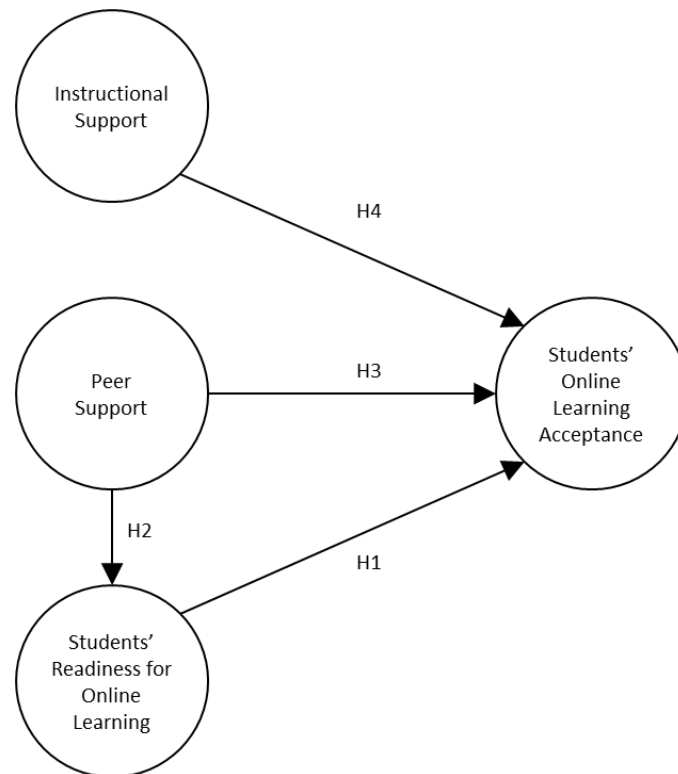 Instructional
Support
H4
Peer
Support
H3
Students’
Online
Learning
Acceptance
H2
H1
Students’
Readiness for
Online
Learning